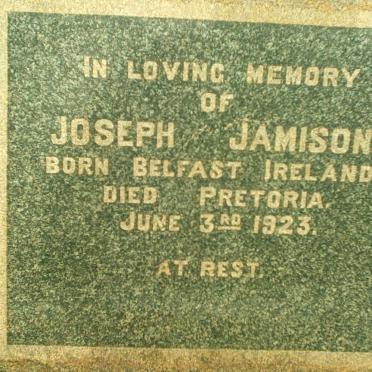 IN LOVING MEMORY
OF
JOSEPH JAMISON
BORN BELFAST IRELAND
DIED PRETORIA.
JUNE 3RD 1923.
AT REST.